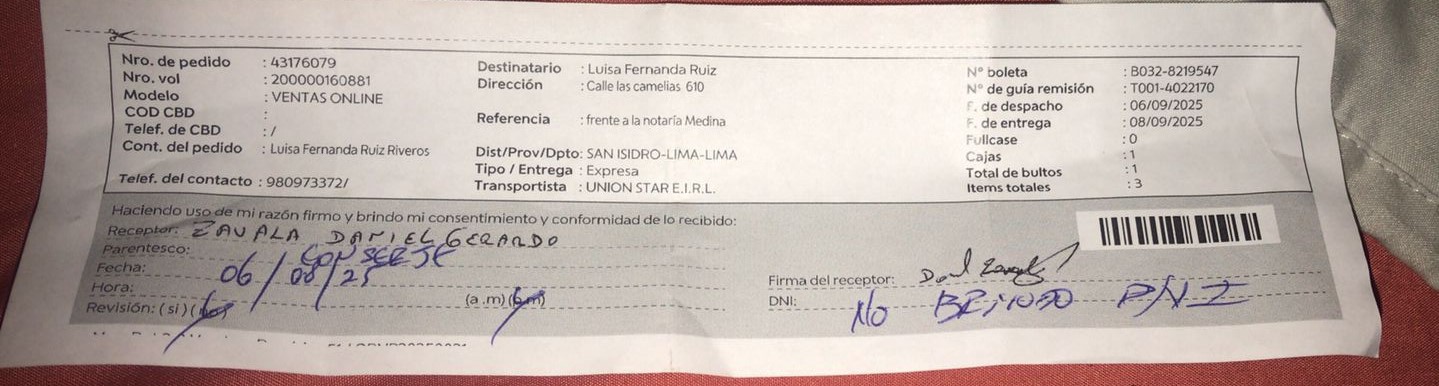 Nro. de pedido : 43176079
Nro. vol : 200000160881
Modelo : VENTAS ONLINE
COD CBD :
Telef. de CBD : /
Cont. del pedido : Luisa Fernanda Ruiz Riveros
Telef. del contacto : 980973372/
Destinatario : Luisa Fernanda Ruiz
Dirección : Calle las camelias 610
Referencia : frente a la notaría Medina
Dist/Prov/Dpto: SAN ISIDRO-LIMA-LIMA
Tipo / Entrega : Expresa
Transportista : UNION STAR E.I.R.L.
N° boleta : B032-8219547
N° de guía remisión : T001-4022170
F. de despacho : 06/09/2025
F. de entrega : 08/09/2025
Fullcase : 0
Cajas : 1
Total de bultos : 1
Items totales : 3
Haciendo uso de mi razón firmo y brindo mi consentimiento y conformidad de lo recibido:
Receptor: ZAVALA DANIEL GERARDO
Parentesco: CONSERJE
Fecha: 06/08/25
Hora: (a.m) (p.m)
Revisión: (si) (no)
Firma del receptor:
DNI: No BRINDO DNI